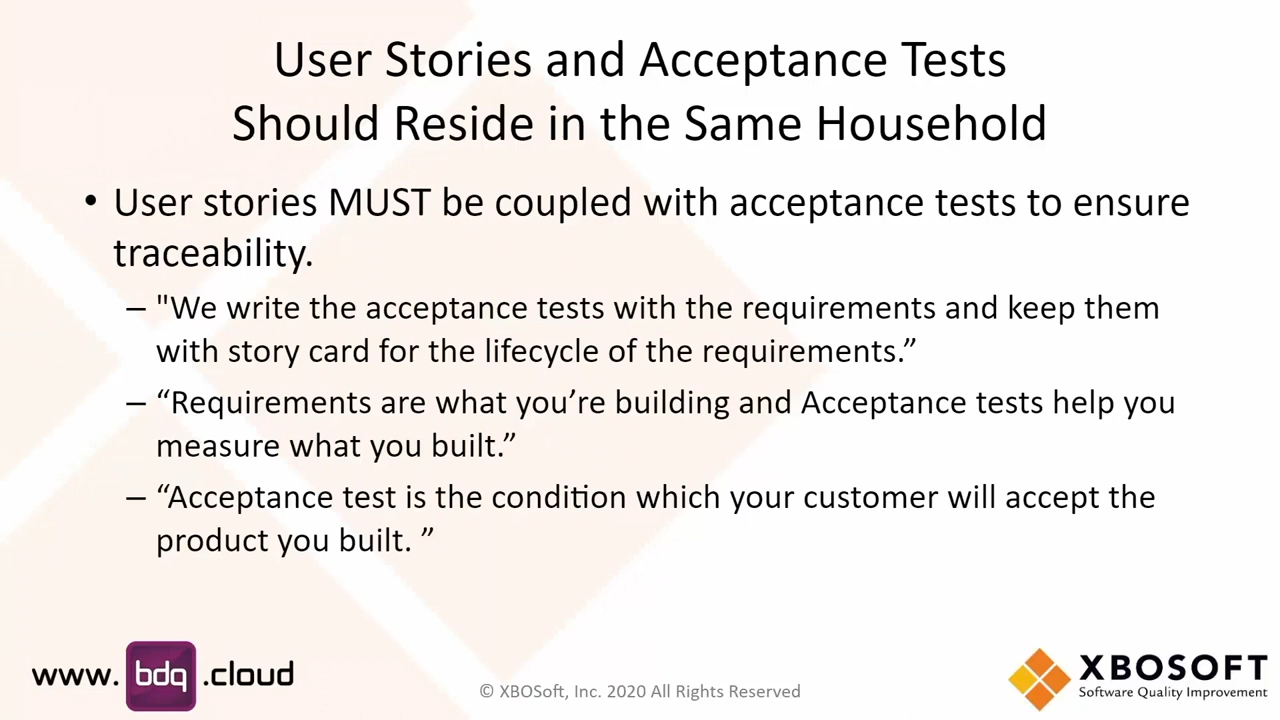 User Stories and Acceptance Tests
Should Reside in the Same Household
• User stories MUST be coupled with acceptance tests to ensure
traceability.
– "We write the acceptance tests with the requirements and keep them
with story card for the lifecycle of the requirements.”
– “Requirements are what you’re building and Acceptance tests help you
measure what you built.”
– “Acceptance test is the condition which your customer will accept the
product you built. ”
www. bdq .cloud
© XBOSoft, Inc. 2020 All Rights Reserved
XBOSOFT
Software Quality Improvement